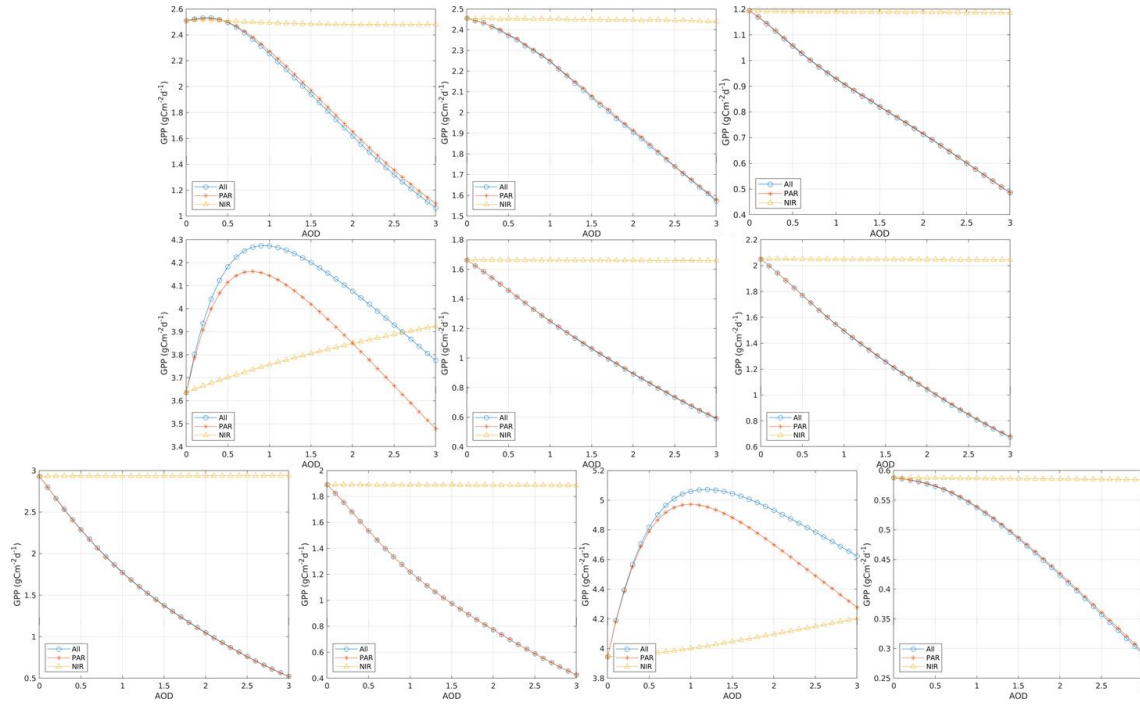 2.6
2.4
2.2
2
1.8
1.6
1.4
1.2
1
GPP (gCm-2d-1)
All
PAR
NIR
0 0.5 1 1.5 2 2.5 3
AOD
2.5
2.4
2.3
2.2
2.1
2
1.9
1.8
1.7
1.6
1.5
GPP (gCm-2d-1)
All
PAR
NIR
0 0.5 1 1.5 2 2.5 3
AOD
1.2
1.1
1
0.9
0.8
0.7
0.6
0.5
0.4
GPP (gCm-2d-1)
All
PAR
NIR
0 0.5 1 1.5 2 2.5 3
AOD
4.3
4.2
4.1
4
3.9
3.8
3.7
3.6
3.5
3.4
GPP (gCm-2d-1)
All
PAR
NIR
0 0.5 1 1.5 2 2.5 3
AOD
1.8
1.6
1.4
1.2
1
0.8
0.6
0.4
GPP (gCm-2d-1)
All
PAR
NIR
0 0.5 1 1.5 2 2.5 3
AOD
2.2
2
1.8
1.6
1.4
1.2
1
0.8
0.6
GPP (gCm-2d-1)
All
PAR
NIR
0 0.5 1 1.5 2 2.5 3
AOD
3
2.5
2
1.5
1
0.5
GPP (gCm-2d-1)
All
PAR
NIR
0 0.5 1 1.5 2 2.5 3
AOD
2
1.8
1.6
1.4
1.2
1
0.8
0.6
0.4
GPP (gCm-2d-1)
All
PAR
NIR
0 0.5 1 1.5 2 2.5 3
AOD
5.2
5
4.8
4.6
4.4
4.2
4
3.8
GPP (gCm-2d-1)
All
PAR
NIR
0 0.5 1 1.5 2 2.5 3
AOD
0.6
0.55
0.5
0.45
0.4
0.35
0.3
0.25
GPP (gCm-2d-1)
All
PAR
NIR
0 0.5 1 1.5 2 2.5
AOD